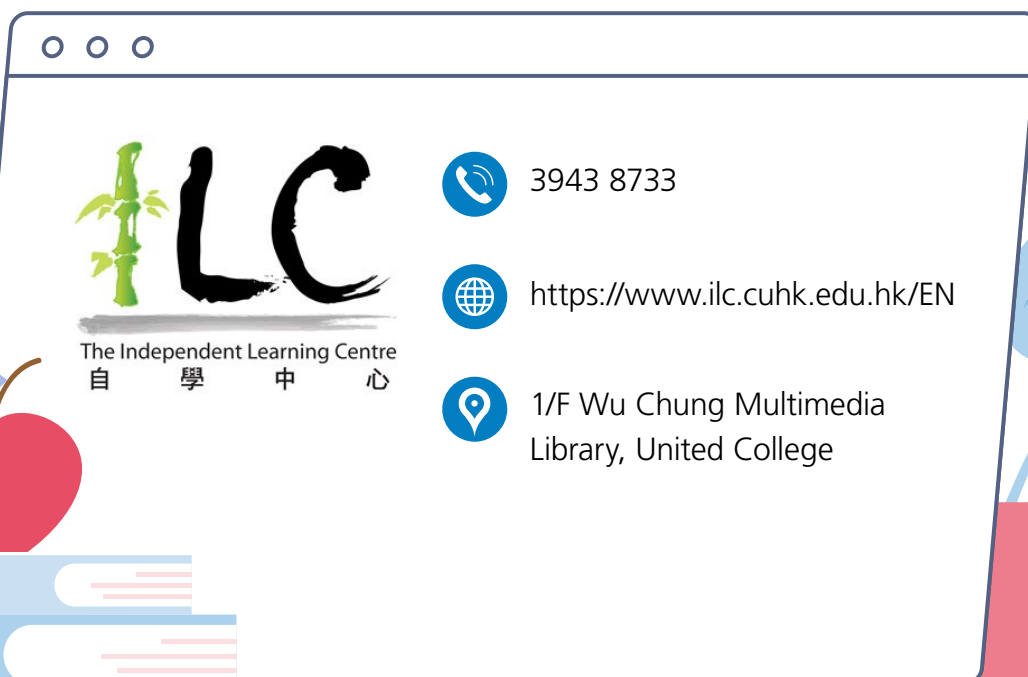 ILC
The Independent Learning Centre
自學中心
3943 8733
https://www.ilc.cuhk.edu.hk/EN
1/F Wu Chung Multimedia
Library, United College